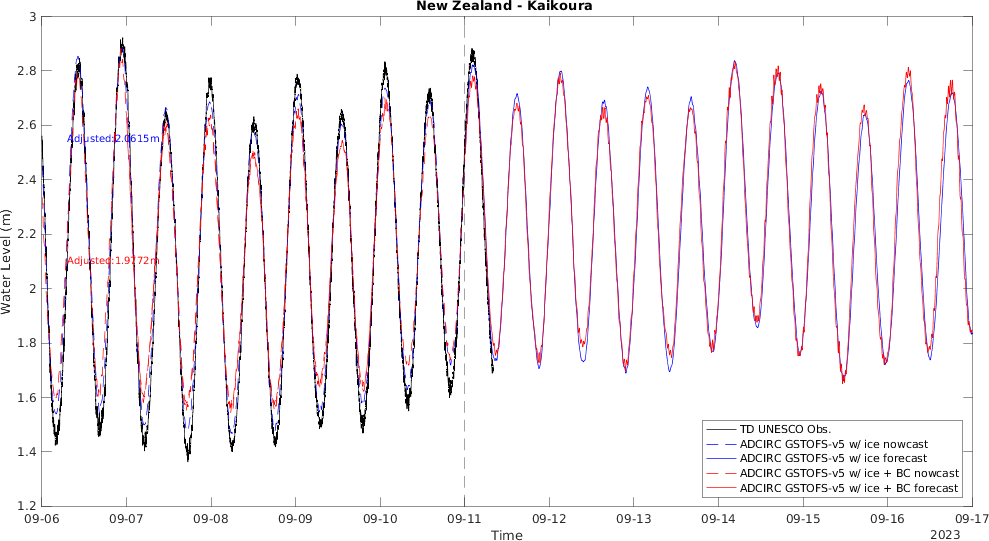 New Zealand - Kaikoura
Water Level (m)
3
2.8
2.6
2.4
2.2
2
1.8
1.6
1.4
1.2
Adjusted:2.0615m
Adjusted:1.9772m
TD UNESCO Obs.
ADCIRC GSTOFS-v5 w/ ice nowcast
ADCIRC GSTOFS-v5 w/ ice forecast
ADCIRC GSTOFS-v5 w/ ice + BC nowcast
ADCIRC GSTOFS-v5 w/ ice + BC forecast
09-06 09-07 09-08 09-09 09-10 09-11 09-12 09-13 09-14 09-15 09-16 09-17
Time
2023